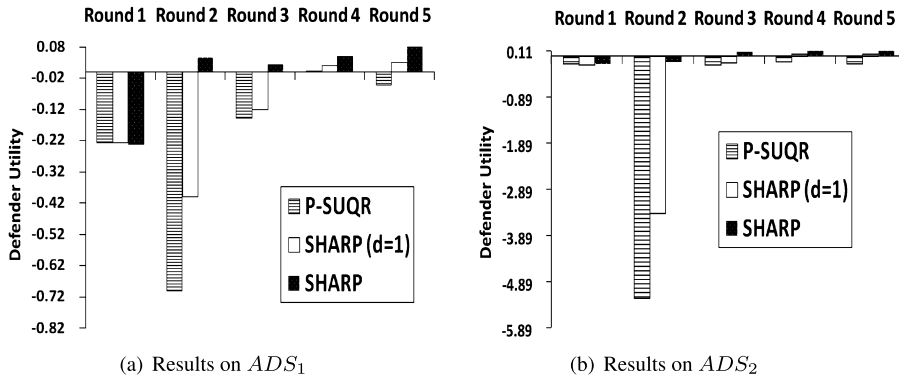 Round 1 Round 2 Round 3 Round 4 Round 5
0.08
-0.02
-0.12
-0.22
-0.32
-0.42
-0.52
-0.62
-0.72
-0.82
Defender Utility
P-SUQR
SHARP (d=1)
SHARP
(a) Results on ADS1
Round 1 Round 2 Round 3 Round 4 Round 5
0.11
-0.89
-1.89
-2.89
-3.89
-4.89
-5.89
Defender Utility
P-SUQR
SHARP (d=1)
SHARP
(b) Results on ADS2